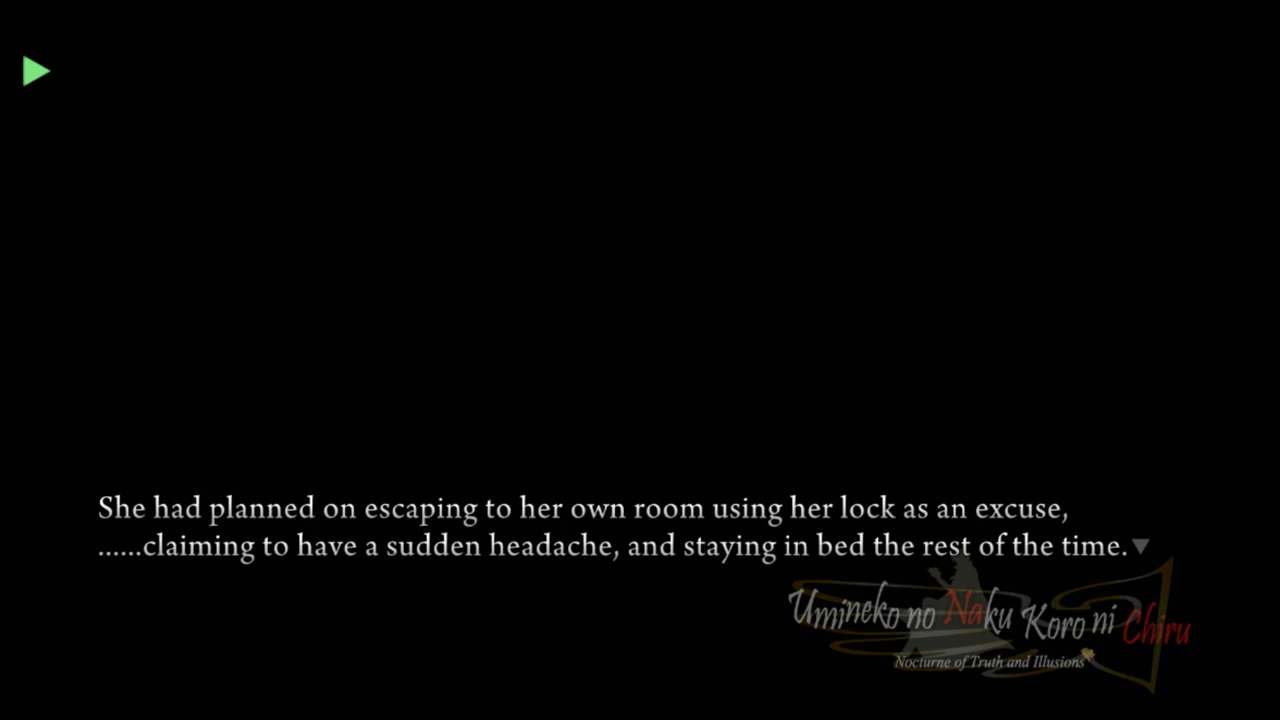 She had planned on escaping to her own room using her lock as an excuse,
......claiming to have a sudden headache, and staying in bed the rest of the time.
Umineko no Naku Koro ni Chiru
Nocturne of Truth and Illusions